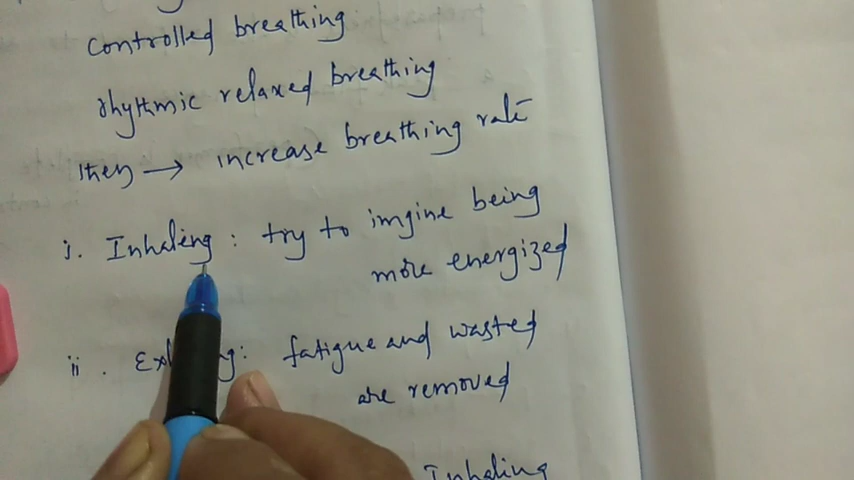 controlled breathing
rhythmic relaxed breathing
then → increase breathing rate
i. Inhaling : try to imgine being
more energized
ii. : fatigue and wasted
are removed
Inhaling